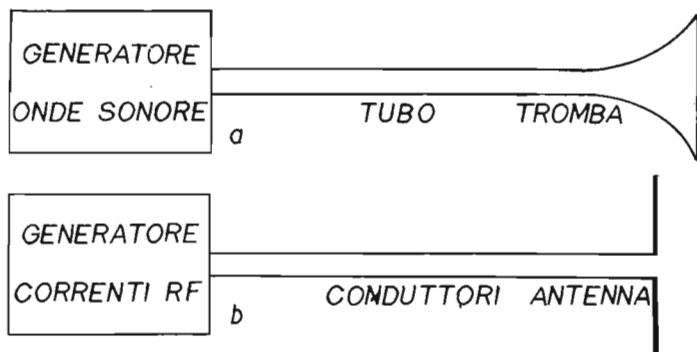 GENERATORE
ONDE SONORE
a
TUBO
TROMBA
GENERATORE
CORRENTI RF
b
CONDUTTORI
ANTENNA